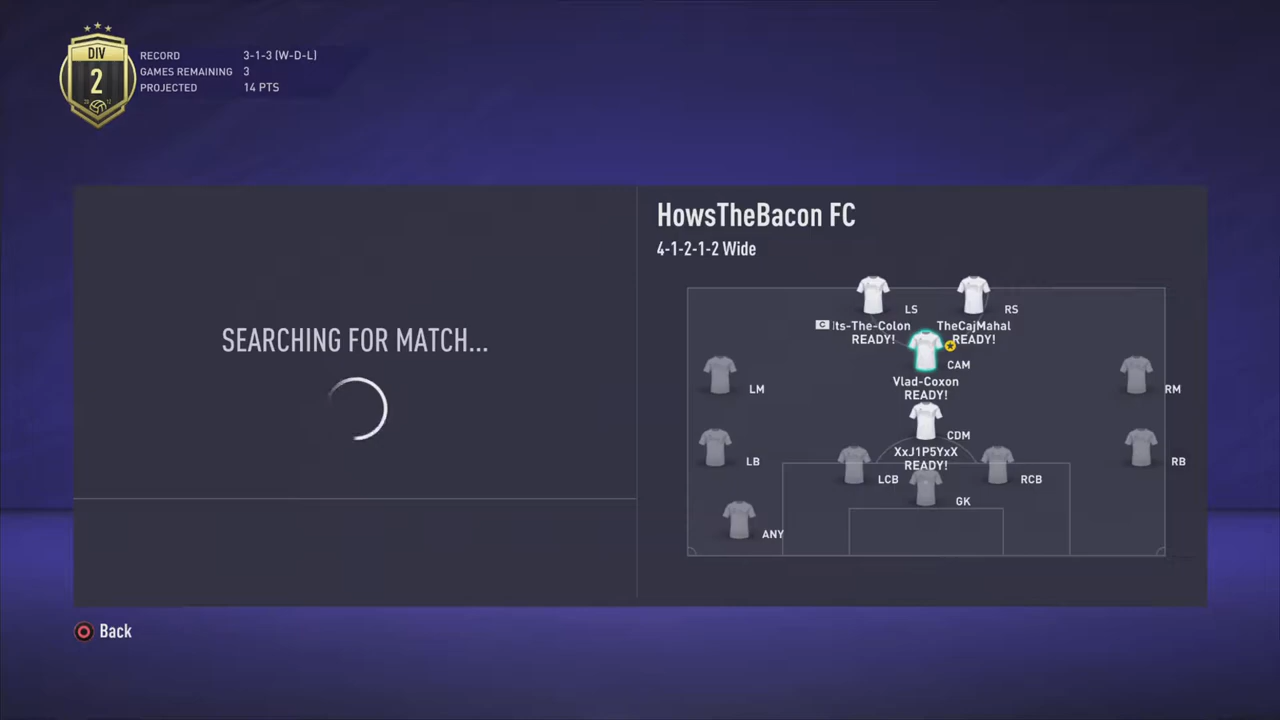 DIV
2
RECORD 3-1-3 (W-D-L)
GAMES REMAINING 3
PROJECTED 14 PTS
SEARCHING FOR MATCH...
HowsTheBacon FC
4-1-2-1-2 Wide
LS
RS
C Its-The-Colon
READY!
TheCajMahal
READY!
CAM
Vlad-Coxon
READY!
LM
RM
CDM
XxJ1P5YxX
READY!
LB
RB
LCB
RCB
GK
ANY
Back